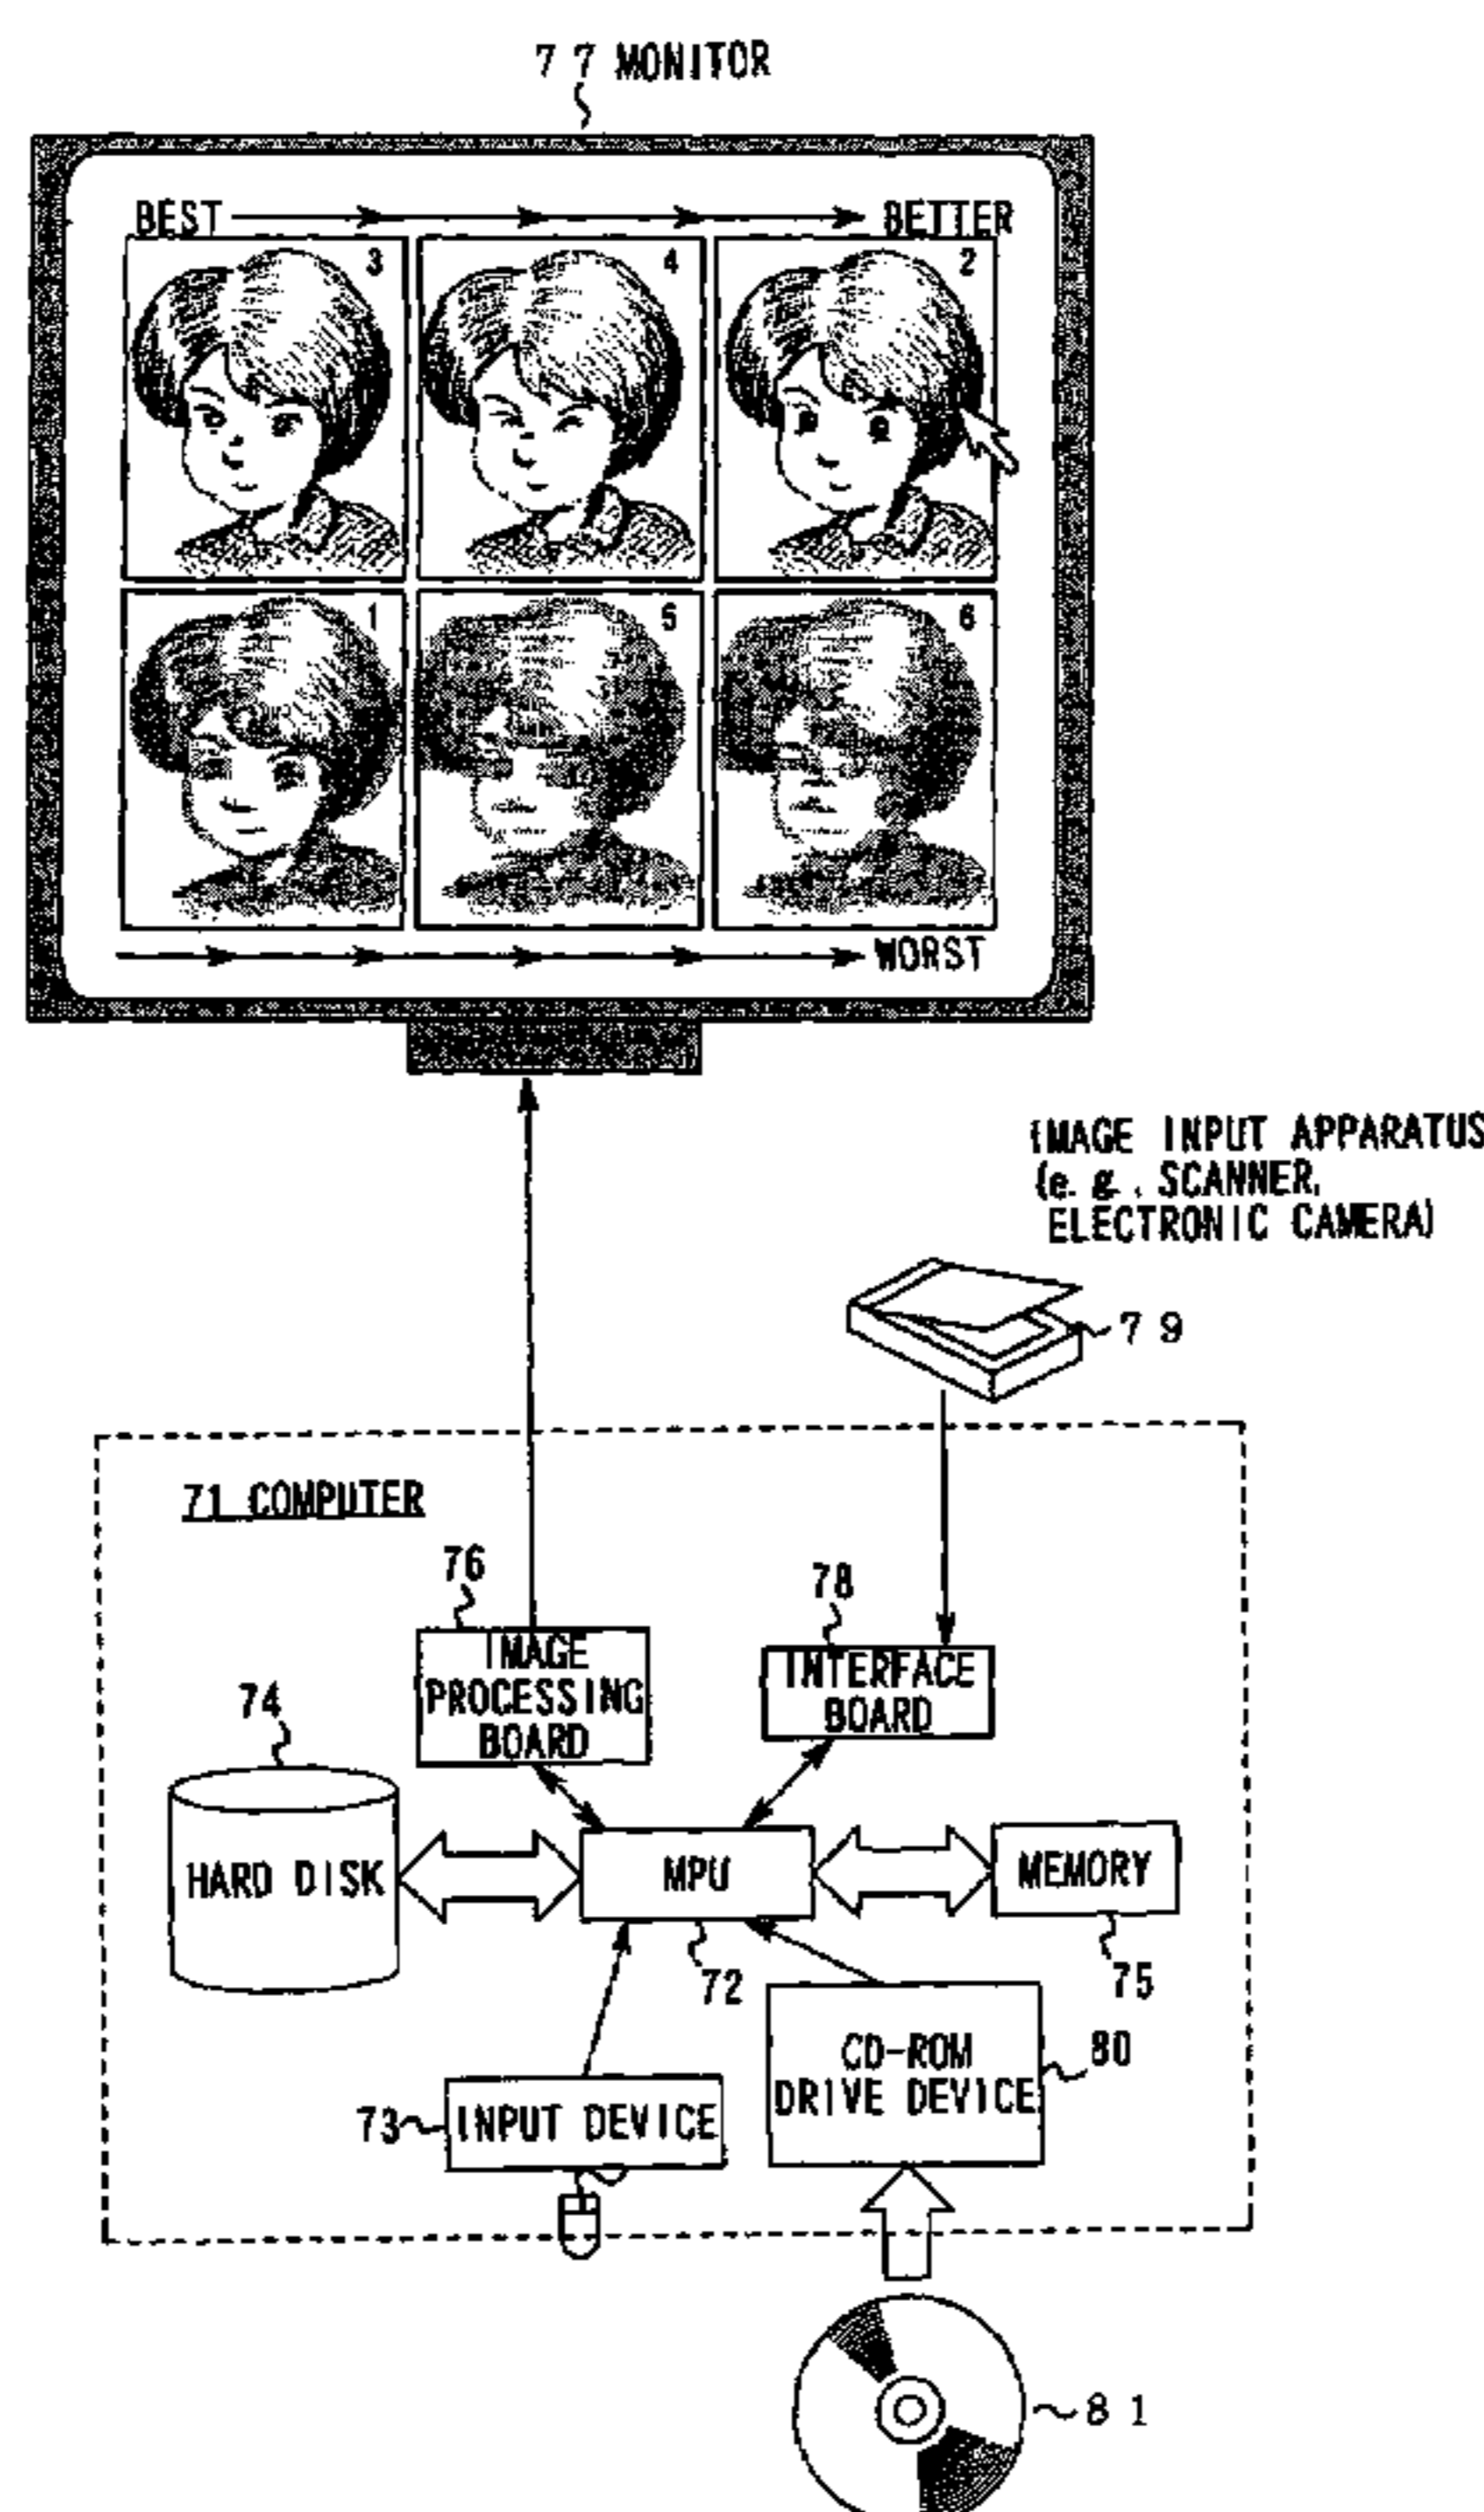 77 MONITOR
BEST BETTER
3 4 2
1 5 6
WORST
IMAGE INPUT APPARATUS
(e.g., SCANNER,
ELECTRONIC CAMERA)
79
71 COMPUTER
76
78
IMAGE
PROCESSING
BOARD
INTERFACE
BOARD
74
HARD DISK
MPU
MEMORY
72
75
CD-ROM
DRIVE DEVICE
80
73
INPUT DEVICE
81